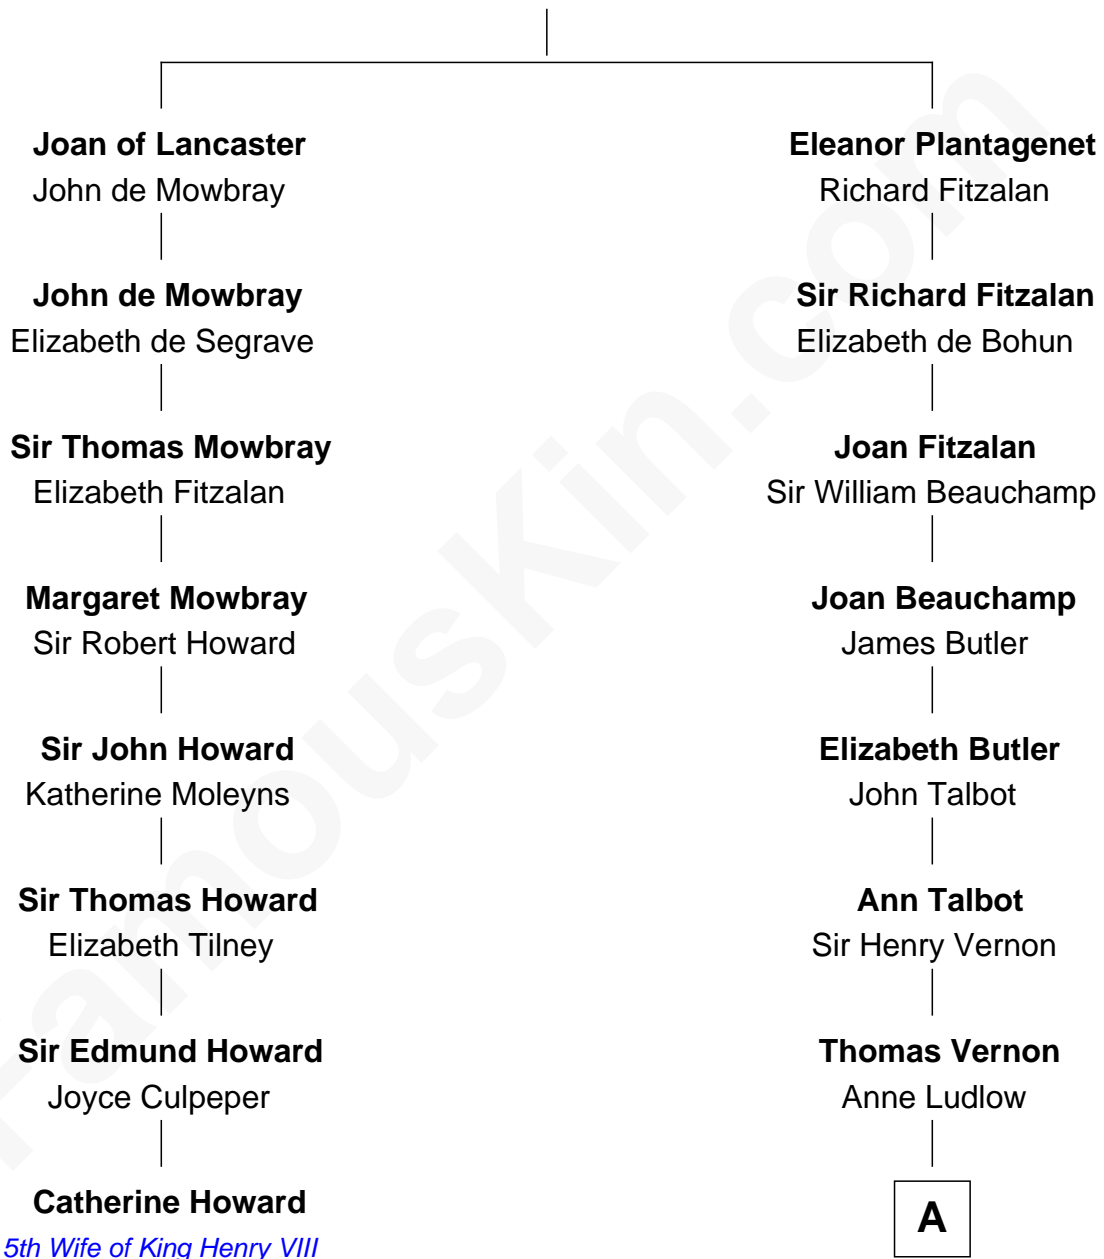 Joan of Lancaster
John de Mowbray
John de Mowbray
Elizabeth de Segrave
Sir Thomas Mowbray
Elizabeth Fitzalan
Margaret Mowbray
Sir Robert Howard
Sir John Howard
Katherine Moleyns
Sir Thomas Howard
Elizabeth Tilney
Sir Edmund Howard
Joyce Culpeper
Catherine Howard
5th Wife of King Henry VIII
Eleanor Plantagenet
Richard Fitzalan
Sir Richard Fitzalan
Elizabeth de Bohun
Joan Fitzalan
Sir William Beauchamp
Joan Beauchamp
James Butler
Elizabeth Butler
John Talbot
Ann Talbot
Sir Henry Vernon
Thomas Vernon
Anne Ludlow
A
FamousKin.com